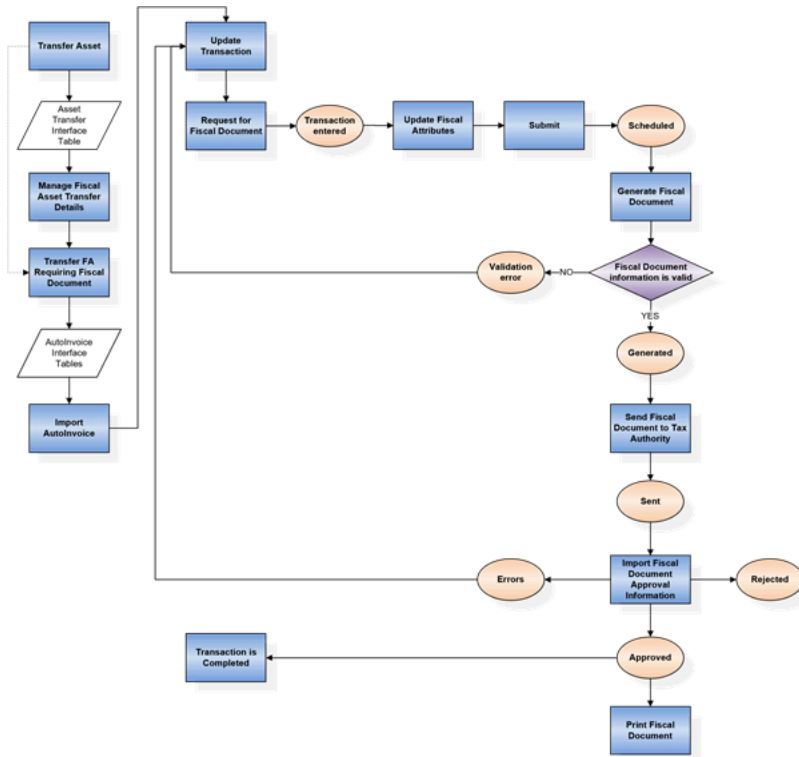 Transfer Asset
Asset
Transfer
Interface
Table
Manage Fiscal
Asset Transfer
Details
Transfer FA
Requiring Fiscal
Document
AutoInvoice
Interface
Tables
Import
AutoInvoice
Update
Transaction
Request for
Fiscal Document
Transaction
entered
Update Fiscal
Attributes
Submit
Scheduled
Generate Fiscal
Document
Fiscal Document
information is valid
NO
Validation
error
YES
Generated
Send Fiscal
Document to Tax
Authority
Sent
Import Fiscal
Document
Approval
Information
Errors
Rejected
Approved
Transaction is
Completed
Print Fiscal
Document